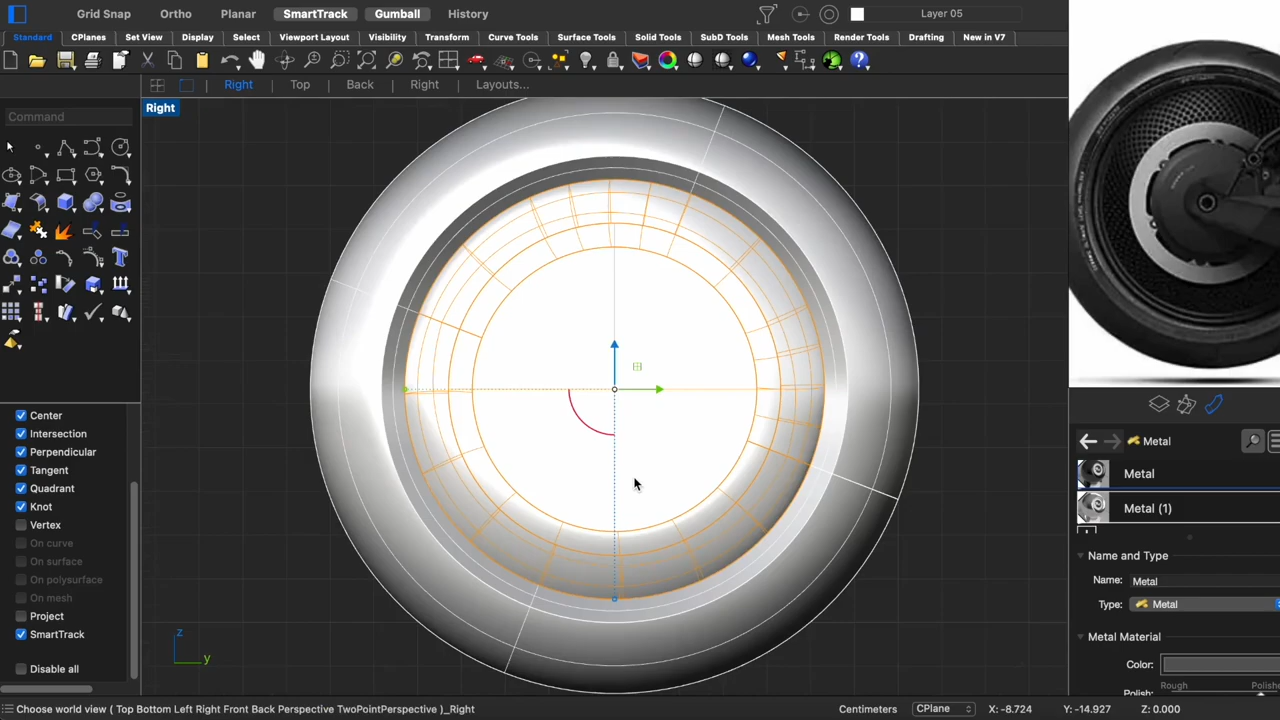 Grid Snap Ortho Planar SmartTrack Gumball History Layer 05
Standard CPlanes Set View Display Select Viewport Layout Visibility Transform Curve Tools Surface Tools Solid Tools SubD Tools Mesh Tools Render Tools Drafting New in V7
Right Top Back Right Layouts...
Right
Command
Center
Intersection
Perpendicular
Tangent
Quadrant
Knot
Vertex
On curve
On surface
On polysurface
On mesh
Project
SmartTrack
Disable all
z
y
Metal
Metal
Metal (1)
Name and Type
Name: Metal
Type: Metal
Metal Material
Color:
Rough Polishe
Polish:
Choose world view ( Top Bottom Left Right Front Back Perspective TwoPointPerspective )_Right Centimeters CPlane X: -8.724 Y: -14.927 Z: 0.000